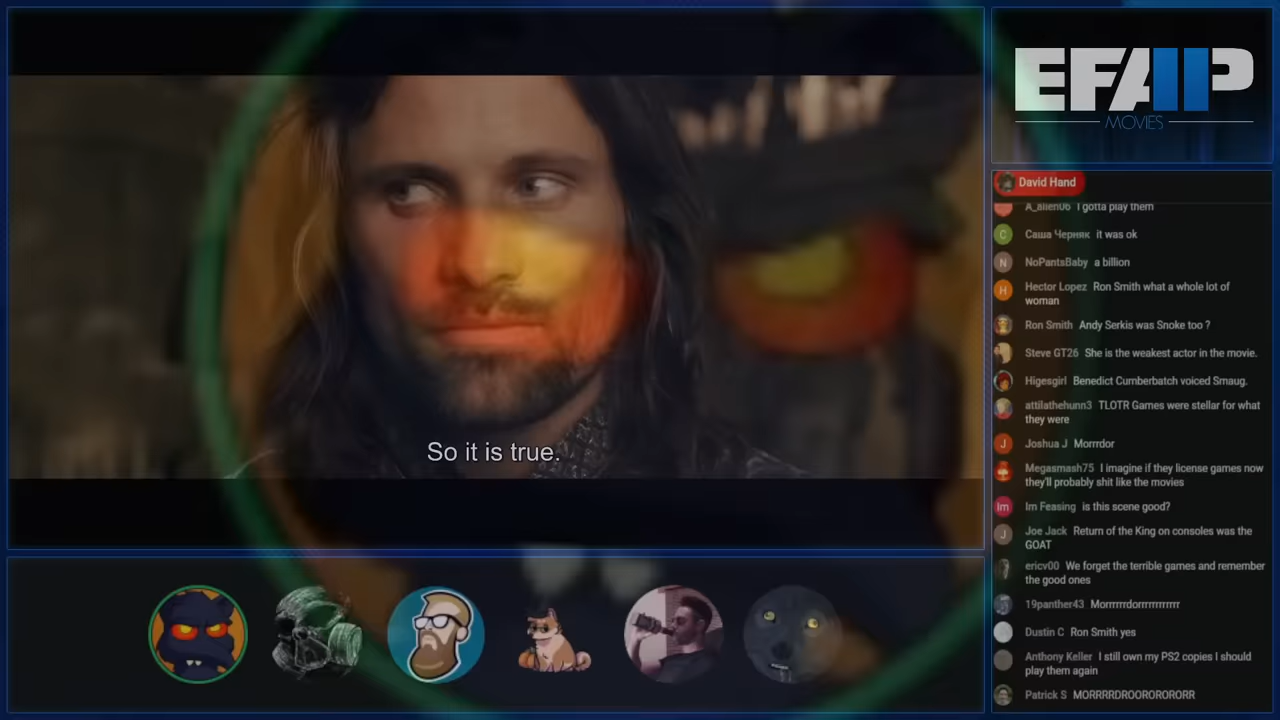 EFAP
MOVIES
David Hand
A_alien06 I gotta play them
Саша Черняк it was ok
NoPantsBaby a billion
Hector Lopez Ron Smith what a whole lot of
woman
Ron Smith Andy Serkis was Snoke too ?
Steve GT26 She is the weakest actor in the movie.
Higesgirl Benedict Cumberbatch voiced Smaug.
attilathehunn3 TLOTR Games were stellar for what
they were
Joshua J Morrrdor
Megasmash75 I imagine if they license games now
they'll probably shit like the movies
Im Feasing is this scene good?
Joe Jack Return of the King on consoles was the
GOAT
ericv00 We forget the terrible games and remember
the good ones
19panther43 Morrrrrrdorrrrrrrrrrrr
Dustin C Ron Smith yes
Anthony Keller I still own my PS2 copies I should
play them again
Patrick S MORRRRDROORORORORR
C
N
H
J
Im
J
So it is true.